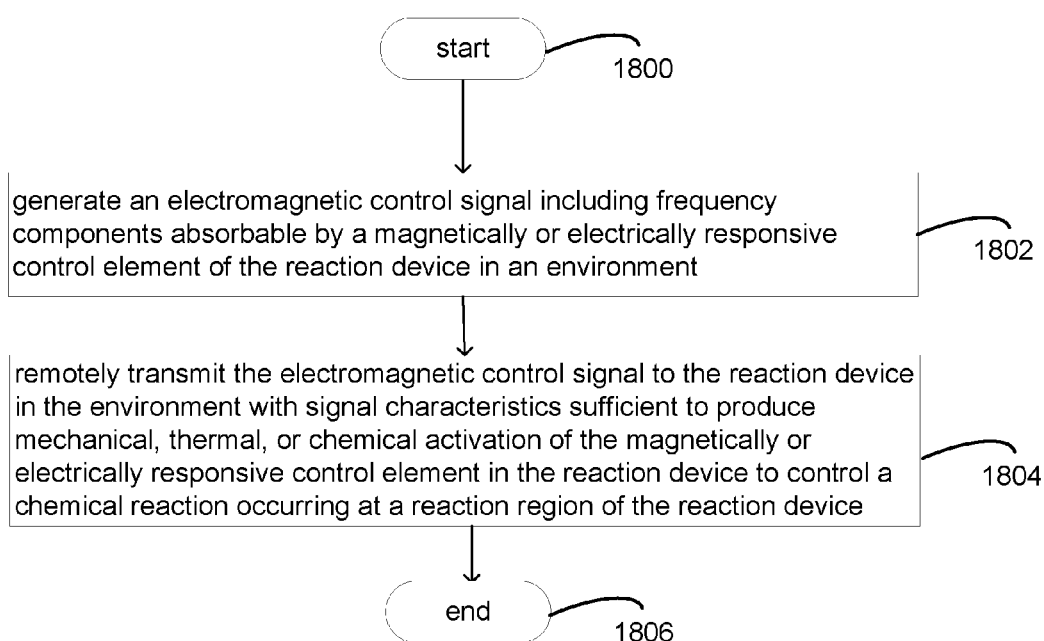 start
1800
generate an electromagnetic control signal including frequency
components absorbable by a magnetically or electrically responsive
control element of the reaction device in an environment
1802
remotely transmit the electromagnetic control signal to the reaction device
in the environment with signal characteristics sufficient to produce
mechanical, thermal, or chemical activation of the magnetically or
electrically responsive control element in the reaction device to control a
chemical reaction occurring at a reaction region of the reaction device
1804
end
1806